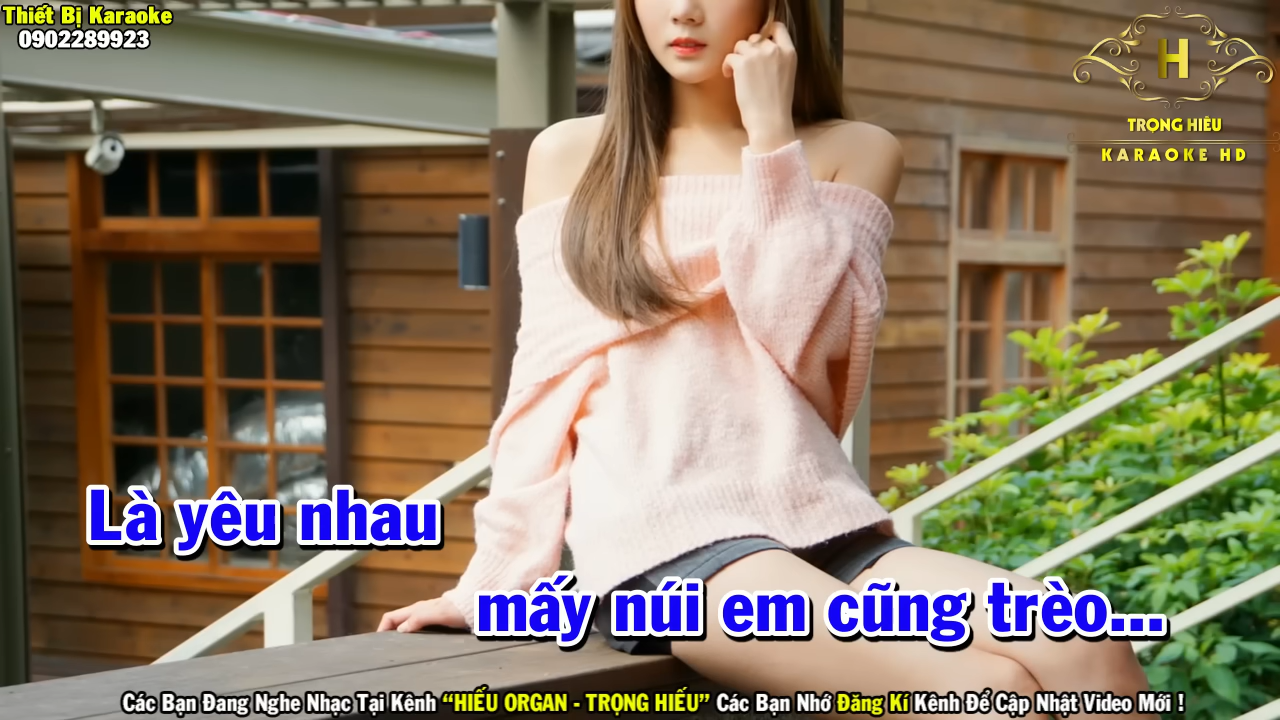 Thiết Bị Karaoke
0902289923
H
TRỌNG HIẾU
KARAOKE HD
Là yêu nhau
mấy núi em cũng trèo...
Các Bạn Đang Nghe Nhạc Tại Kênh “HIẾU ORGAN - TRỌNG HIẾU” Các Bạn Nhớ Đăng Kí Kênh Để Cập Nhật Video Mới !